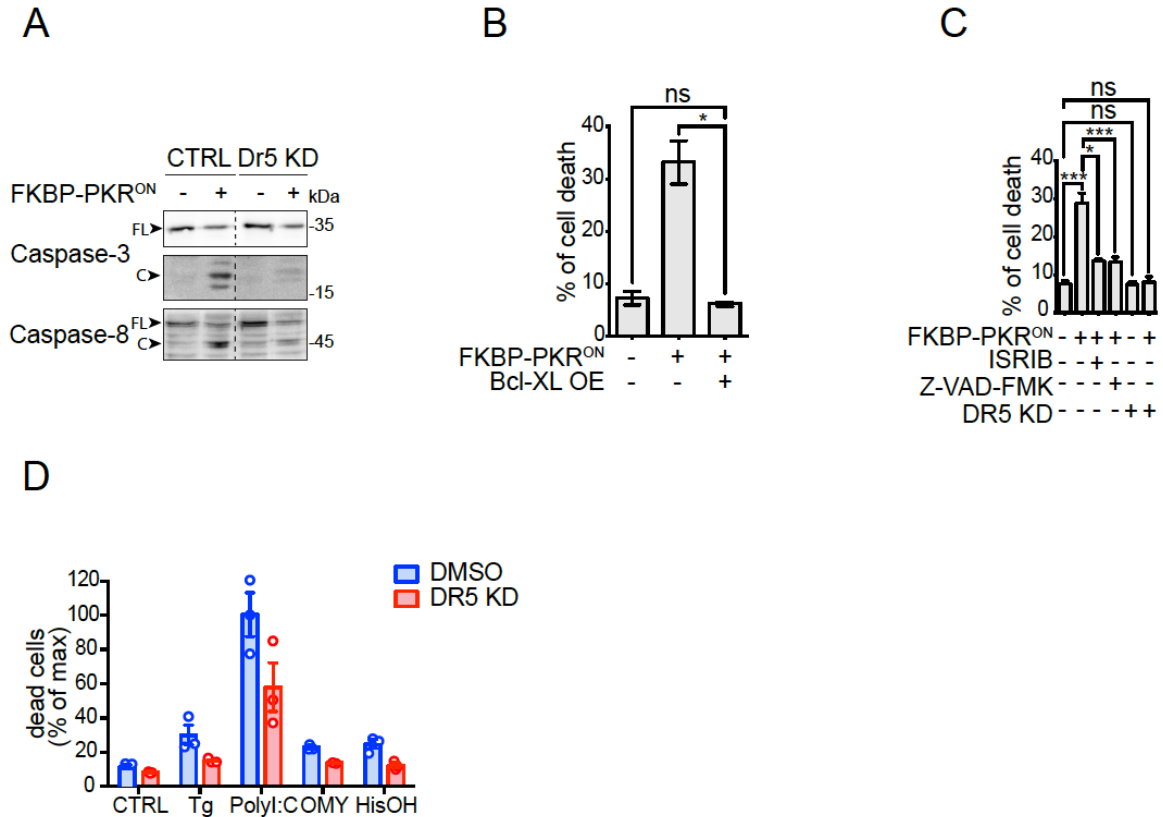 A
CTRL Dr5 KD
FKBP-PKRON - + - + kDa
FL -35
Caspase-3
C
-15
FL
Caspase-8
C -45
B
ns
*
40
30
20
10
0
% of cell death
FKBP-PKRON - + +
Bcl-XL OE - - +
C
ns
ns
***
*
***
40
30
20
10
0
% of cell death
FKBP-PKRON - + + + - +
ISRIB - - + - - -
Z-VAD-FMK - - - + - -
DR5 KD - - - - + +
D
DMSO
DR5 KD
120
100
80
60
40
20
0
dead cells
(% of max)
CTRL Tg PolyI:C OMY HisOH